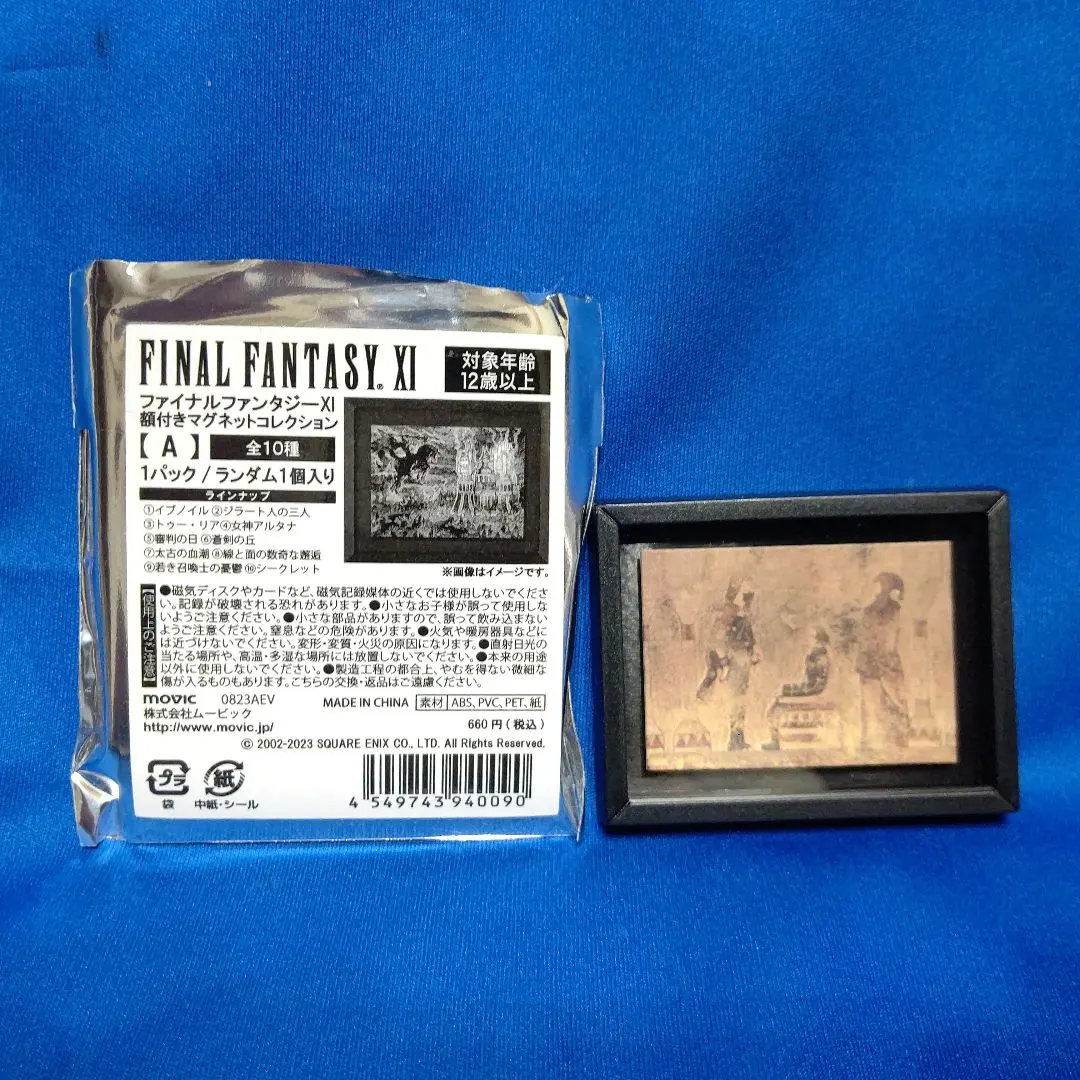 FINAL FANTASY® XI
対象年齢
12歳以上
ファイナルファンタジーXI
額付きマグネットコレクション
【 A 】 全10種
1パック / ランダム1個入り
ラインナップ
①イブノイル ②ジラート人の三人
③トゥー・リア④女神アルタナ
⑤審判の日 ⑥蒼剣の丘
⑦太古の血潮 ⑧線と面の数奇な邂逅
⑨若き召喚士の憂鬱 ⑩シークレット
※画像はイメージです。
【使用上のご注意】
●磁気ディスクやカードなど、磁気記録媒体の近くでは使用しないでくださ
い。記録が破壊される恐れがあります。●小さなお子様が誤って使用しな
いようご注意ください。●小さな部品がありますので、誤って飲み込まない
ようご注意ください。窒息などの危険があります。●火気や暖房器具などに
は近づけないでください。変形・変質・火災の原因になります。●直射日光の
当たる場所や、高温・多湿な場所には放置しないでください。●本来の用途
以外に使用しないでください。●製造工程の都合上、やむを得ない微細な
傷が入るものもあります。こちらの交換・返品はご遠慮ください。
movic 0823AEV
MADE IN CHINA 素材 ABS, PVC, PET, 紙
株式会社ムービック
http://www.movic.jp/
660円(税込)
© 2002-2023 SQUARE ENIX CO., LTD. All Rights Reserved.
プラ
袋
紙
中紙・シール
4 549743 940090